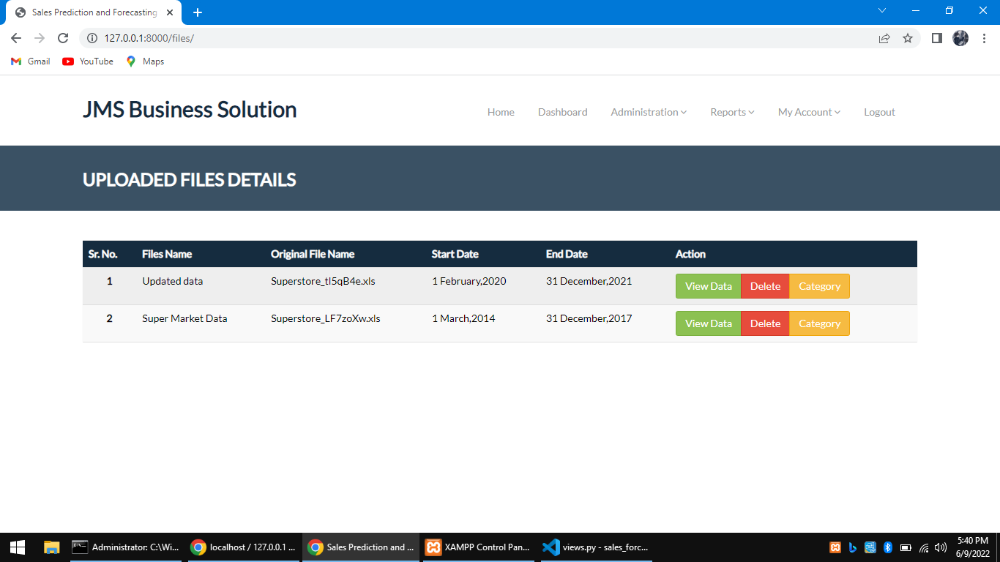 Sales Prediction and Forecasting
127.0.0.1:8000/files/
Gmail YouTube Maps
JMS Business Solution
Home Dashboard Administration Reports My Account Logout
UPLOADED FILES DETAILS
Sr. No. Files Name Original File Name Start Date End Date Action
1 Updated data Superstore_tI5qB4e.xls 1 February,2020 31 December,2021 View Data Delete Category
2 Super Market Data Superstore_LF7zoXw.xls 1 March,2014 31 December,2017 View Data Delete Category
Administrator: C:\Wi... localhost / 127.0.0.1 ... Sales Prediction and ... XAMPP Control Pan... views.py - sales_forc...
5:40 PM
6/9/2022